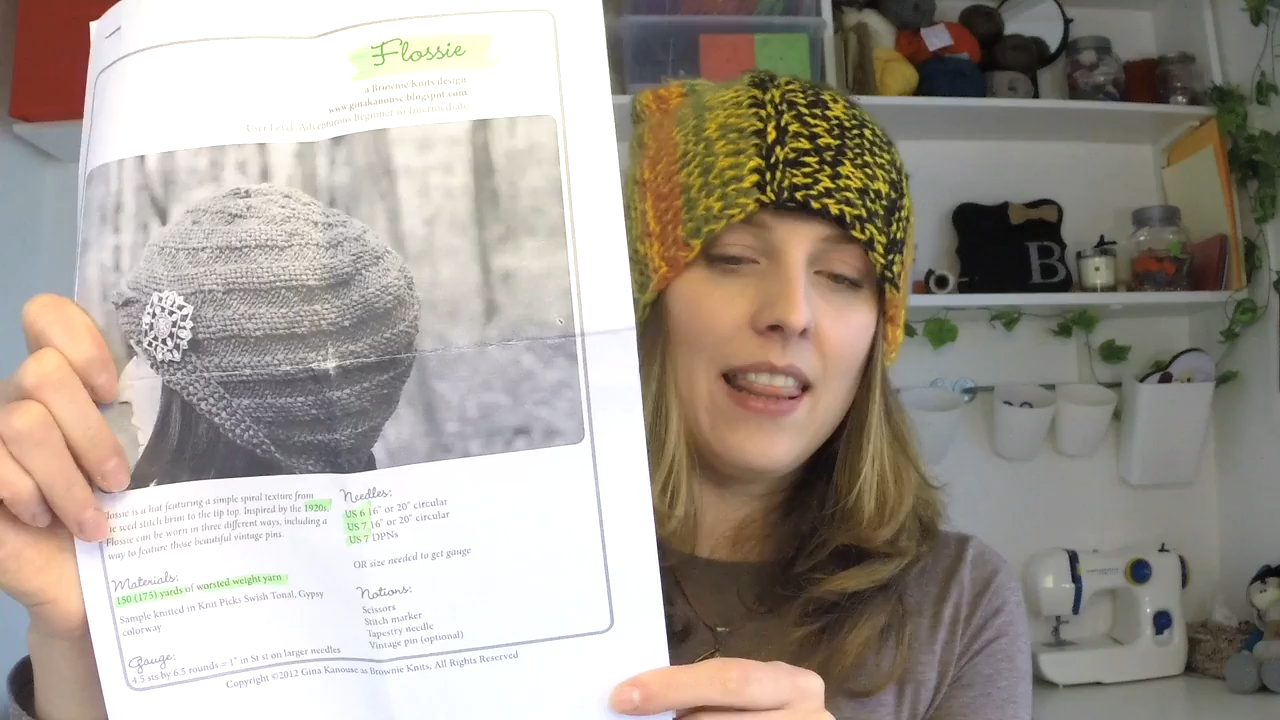 Flossie
a Brownie Knits design
www.ginakanouse.blogspot.com
User Level: Adventurous Beginner to Intermediate
Flossie is a hat featuring a simple spiral texture from
the seed stitch brim to the tip top. Inspired by the 1920s,
Flossie can be worn in three different ways, including a
way to feature those beautiful vintage pins.
Materials:
150 (175) yards of worsted weight yarn
Sample knitted in Knit Picks Swish Tonal, Gypsy
colorway
Gauge:
4.5 sts by 6.5 rounds = 1" in St st on larger needles
Needles:
US 6 16" or 20" circular
US 7 16" or 20" circular
US 7 DPNs
OR size needed to get gauge
Notions:
Scissors
Stitch marker
Tapestry needle
Vintage pin (optional)
Copyright ©2012 Gina Kanouse as Brownie Knits, All Rights Reserved
B